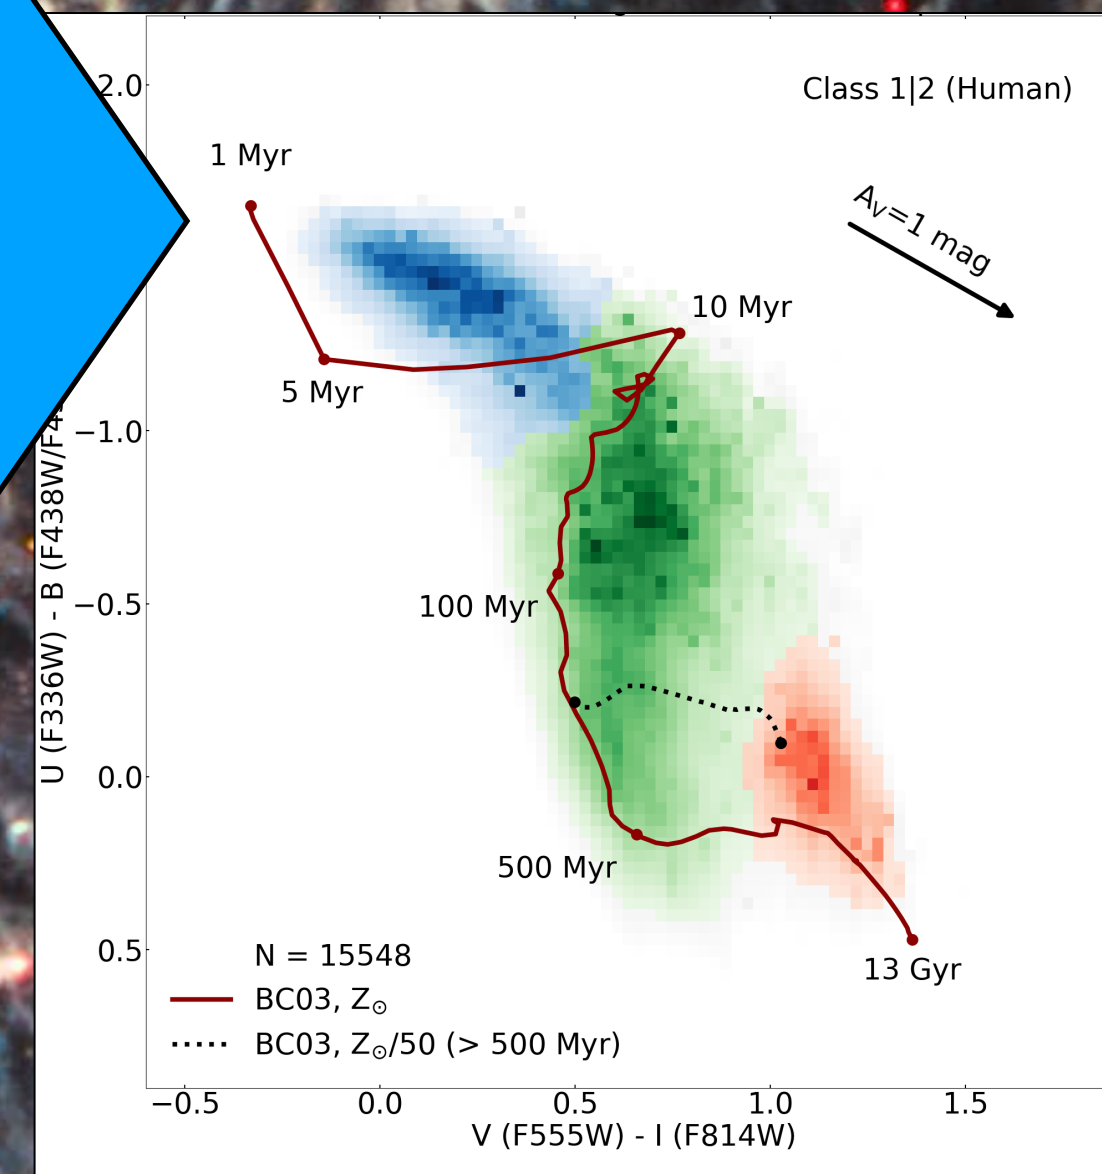 2.0
Class 1|2 (Human)
1 Myr
A_V=1 mag
10 Myr
5 Myr
−1.0
U (F336W) - B (F438W/F4
100 Myr
−0.5
0.0
500 Myr
0.5
N = 15548
13 Gyr
BC03, Z☉
BC03, Z☉/50 (> 500 Myr)
−0.5 0.0 0.5 1.0 1.5
V (F555W) - I (F814W)